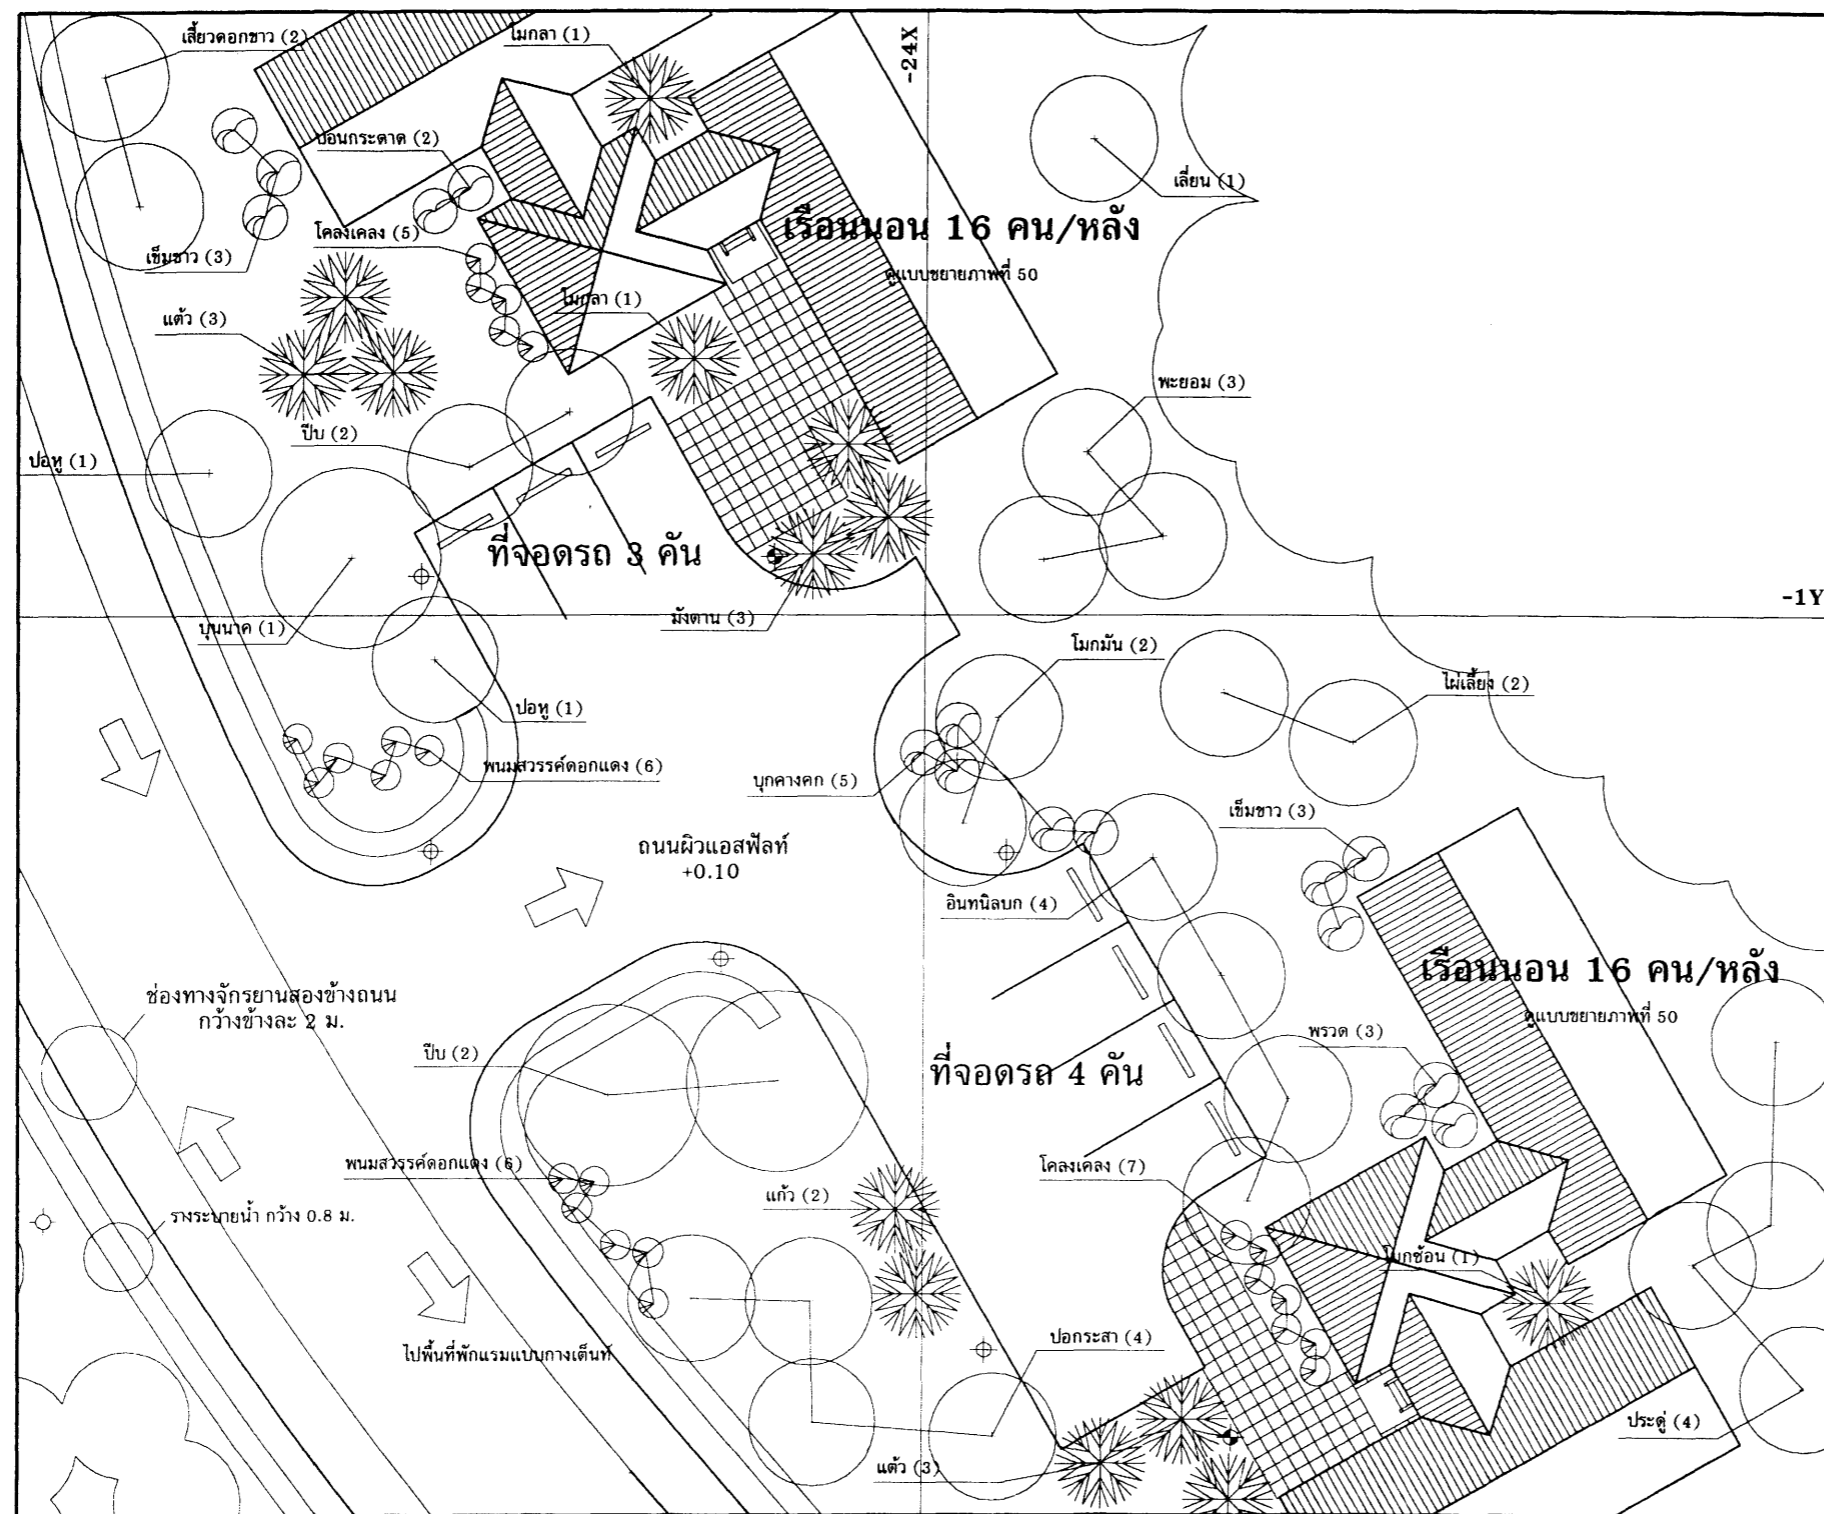 เสี้ยวดอกขาว (2)
โมกลา (1)
-24X
ปอนกระดาด (2)
เลี่ยน (1)
เรือนนอน 16 คน/หลัง
ดูแบบขยายภาพที่ 50
โคลงเคลง (5)
เข็มขาว (3)
โมกลา (1)
แต้ว (3)
พะยอม (3)
ปีบ (2)
ปอหู (1)
ที่จอดรถ 3 คัน
-1Y
มังตาน (3)
บุนนาค (1)
โมกมัน (2)
ไผ่เลี้ยง (2)
ปอหู (1)
พนมสวรรค์ดอกแดง (6)
บุกคางคก (5)
เข็มขาว (3)
ถนนผิวแอสฟัลท์
+0.10
อินทนิลบก (4)
เรือนนอน 16 คน/หลัง
ดูแบบขยายภาพที่ 50
ช่องทางจักรยานสองข้างถนน
กว้างข้างละ 2 ม.
พรวด (3)
ปีบ (2)
ที่จอดรถ 4 คัน
พนมสวรรค์ดอกแดง (6)
โคลงเคลง (7)
แก้ว (2)
รางระบายน้ำ กว้าง 0.8 ม.
โมกซ้อน (1)
ปอกระสา (4)
ไปพื้นที่พักแรมแบบกางเต็นท์
ประดู่ (4)
แต้ว (3)